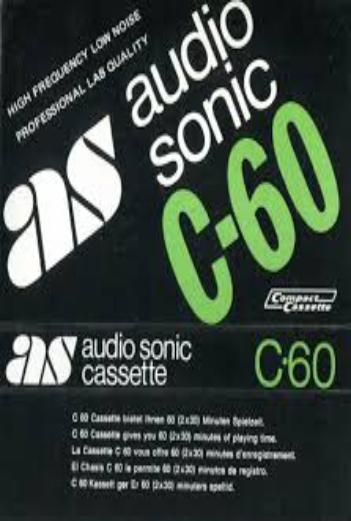 HIGH FREQUENCY LOW NOISE
PROFESSIONAL LAB QUALITY
as
audio
sonic
C-60
Compact
Cassette
as audio sonic
cassette
C·60
C 60 Cassette bietet Ihnen 60 (2x30) Minuten Spielzeit.
C 60 Cassette gives you 60 (2x30) minutes of playing time.
La Cassette C 60 vous offre 60 (2x30) minutes d'enregistrement.
El Chasis C 60 le permite 60 (2x30) minutos de registro.
C 60 Kassett ger Er 60 (2x30) minuters speltid.